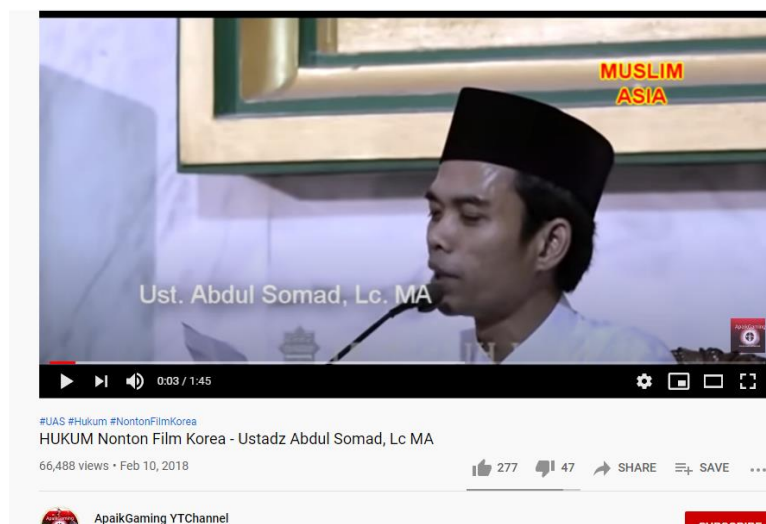 MUSLIM
ASIA
Ust. Abdul Somad, Lc. MA
ApaikGaming
0:03 / 1:45
#UAS #Hukum #NontonFilmKorea
HUKUM Nonton Film Korea - Ustadz Abdul Somad, Lc MA
66,488 views • Feb 10, 2018
277 47 SHARE SAVE
ApaikGaming YTChannel